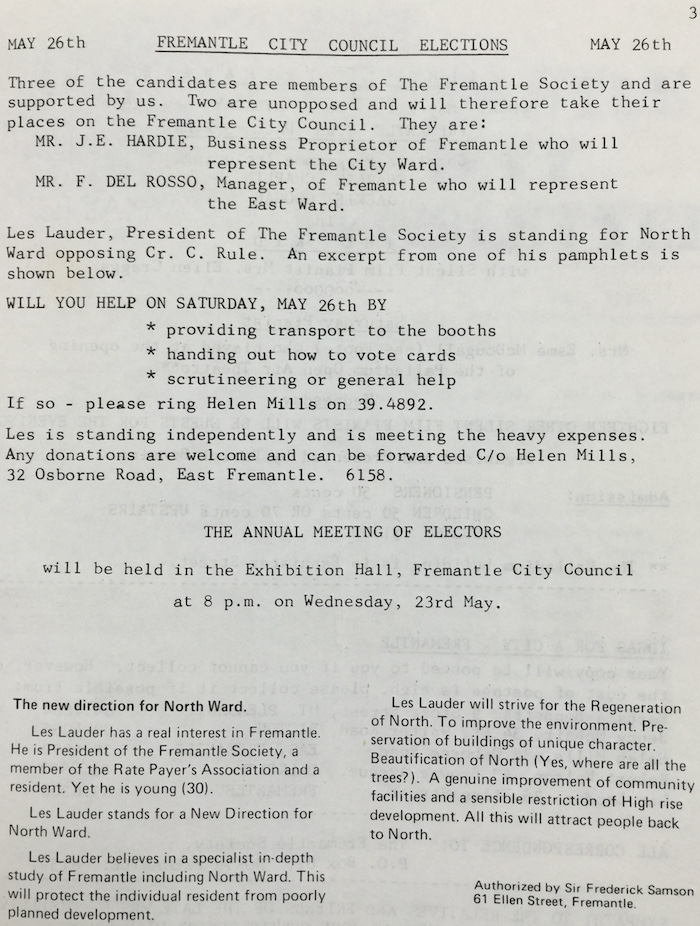 3
MAY 26th FREMANTLE CITY COUNCIL ELECTIONS MAY 26th
Three of the candidates are members of The Fremantle Society and are
supported by us. Two are unopposed and will therefore take their
places on the Fremantle City Council. They are:
MR. J.E. HARDIE, Business Proprietor of Fremantle who will
represent the City Ward.
MR. F. DEL ROSSO, Manager, of Fremantle who will represent
the East Ward.
Les Lauder, President of The Fremantle Society is standing for North
Ward opposing Cr. C. Rule. An excerpt from one of his pamphlets is
shown below.
WILL YOU HELP ON SATURDAY, MAY 26th BY
* providing transport to the booths
* handing out how to vote cards
* scrutineering or general help
If so - please ring Helen Mills on 39.4892.
Les is standing independently and is meeting the heavy expenses.
Any donations are welcome and can be forwarded C/o Helen Mills,
32 Osborne Road, East Fremantle. 6158.
THE ANNUAL MEETING OF ELECTORS
will be held in the Exhibition Hall, Fremantle City Council
at 8 p.m. on Wednesday, 23rd May.
The new direction for North Ward.
Les Lauder has a real interest in Fremantle.
He is President of the Fremantle Society, a
member of the Rate Payer's Association and a
resident. Yet he is young (30).
Les Lauder stands for a New Direction for
North Ward.
Les Lauder believes in a specialist in-depth
study of Fremantle including North Ward. This
will protect the individual resident from poorly
planned development.
Les Lauder will strive for the Regeneration
of North. To improve the environment. Pre-
servation of buildings of unique character.
Beautification of North (Yes, where are all the
trees?). A genuine improvement of community
facilities and a sensible restriction of High rise
development. All this will attract people back
to North.
Authorized by Sir Frederick Samson
61 Ellen Street, Fremantle.